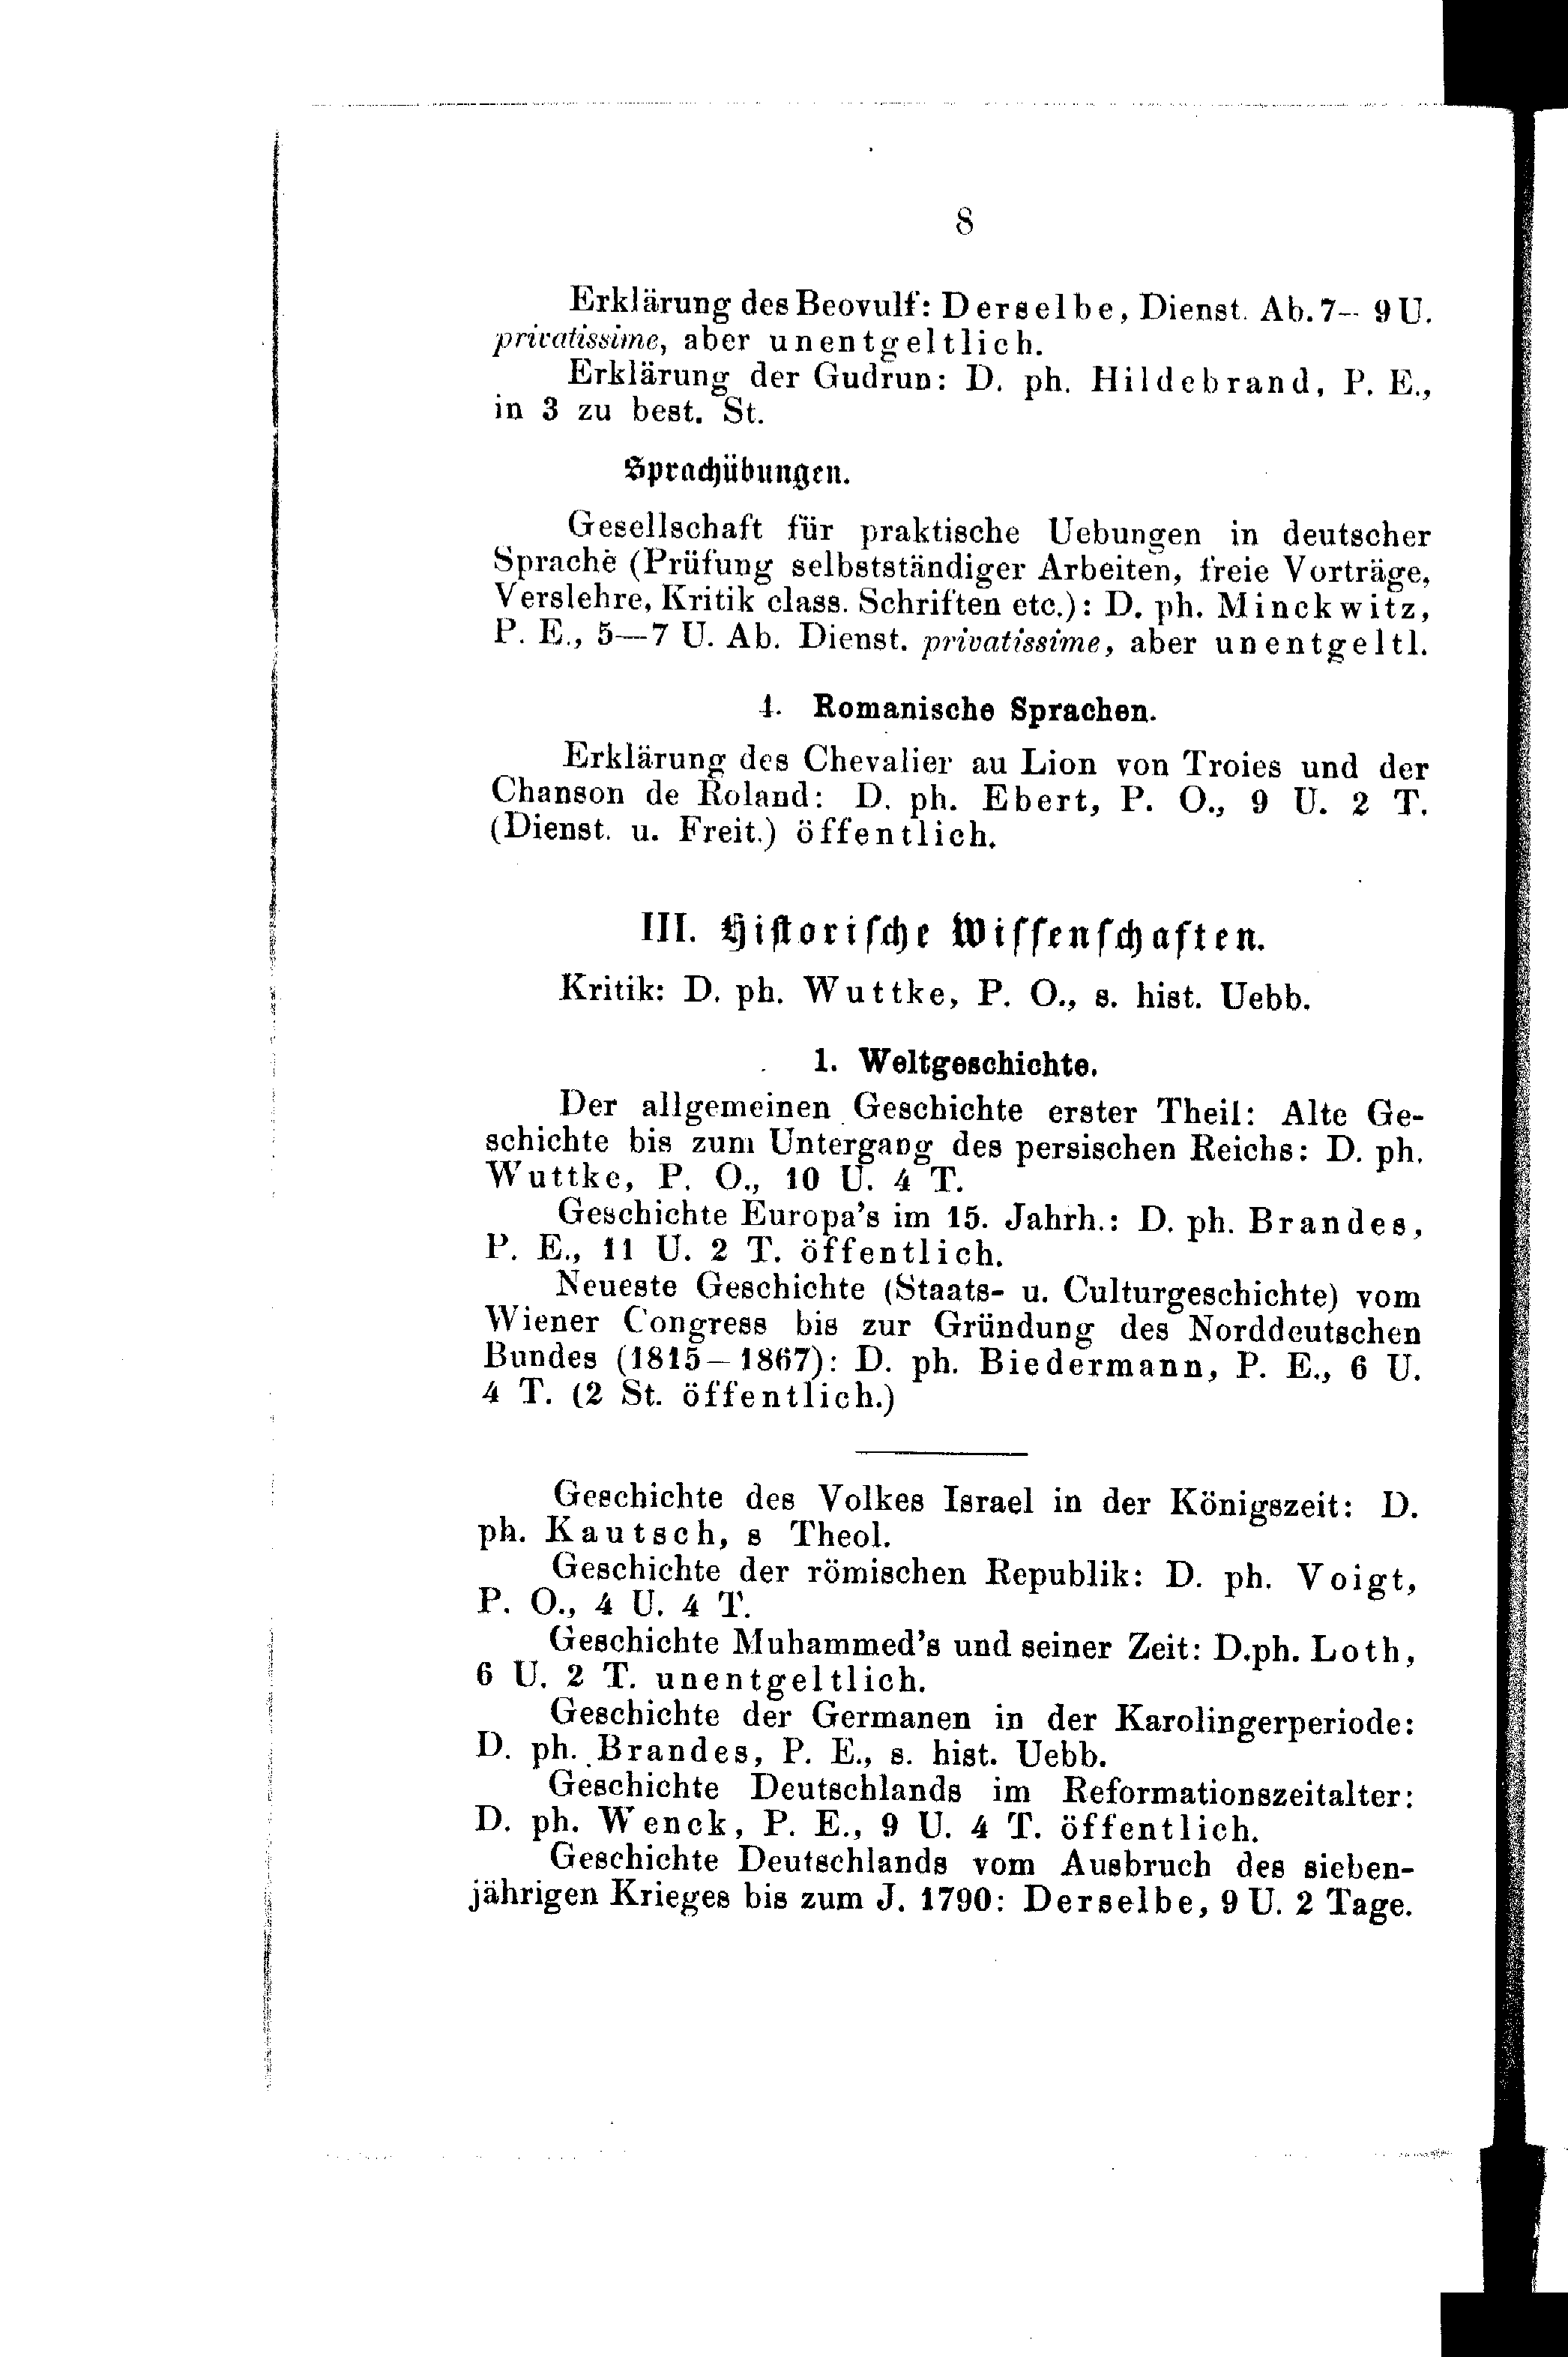 8
Erklärung des Beovulf: Derselbe, Dienst. Ab. 7-- 9 U.
privatissime, aber unentgeltlich.
Erklärung der Gudrun: D. ph. Hildebrand, P. E.,
in 3 zu best. St.
Sprachübungen.
Gesellschaft für praktische Uebungen in deutscher
Sprache (Prüfung selbstständiger Arbeiten, freie Vorträge,
Verslehre, Kritik class. Schriften etc.): D. ph. Minckwitz,
P. E., 5—7 U. Ab. Dienst. privatissime, aber unentgeltl.
4. Romanische Sprachen.
Erklärung des Chevalier au Lion von Troies und der
Chanson de Roland: D. ph. Ebert, P. O., 9 U. 2 T.
(Dienst. u. Freit.) öffentlich.
III. Historische Wissenschaften.
Kritik: D. ph. Wuttke, P. O., s. hist. Uebb.
1. Weltgeschichte.
Der allgemeinen Geschichte erster Theil: Alte Ge-
schichte bis zum Untergang des persischen Reichs: D. ph.
Wuttke, P. O., 10 U. 4 T.
Geschichte Europa's im 15. Jahrh.: D. ph. Brandes,
P. E., 11 U. 2 T. öffentlich.
Neueste Geschichte (Staats- u. Culturgeschichte) vom
Wiener Congress bis zur Gründung des Norddeutschen
Bundes (1815—1867): D. ph. Biedermann, P. E., 6 U.
4 T. (2 St. öffentlich.)
Geschichte des Volkes Israel in der Königszeit: D.
ph. Kautsch, s Theol.
Geschichte der römischen Republik: D. ph. Voigt,
P. O., 4 U. 4 T.
Geschichte Muhammed's und seiner Zeit: D.ph. Loth,
6 U. 2 T. unentgeltlich.
Geschichte der Germanen in der Karolingerperiode:
D. ph. Brandes, P. E., s. hist. Uebb.
Geschichte Deutschlands im Reformationszeitalter:
D. ph. Wenck, P. E., 9 U. 4 T. öffentlich.
Geschichte Deutschlands vom Ausbruch des sieben-
jährigen Krieges bis zum J. 1790: Derselbe, 9 U. 2 Tage.